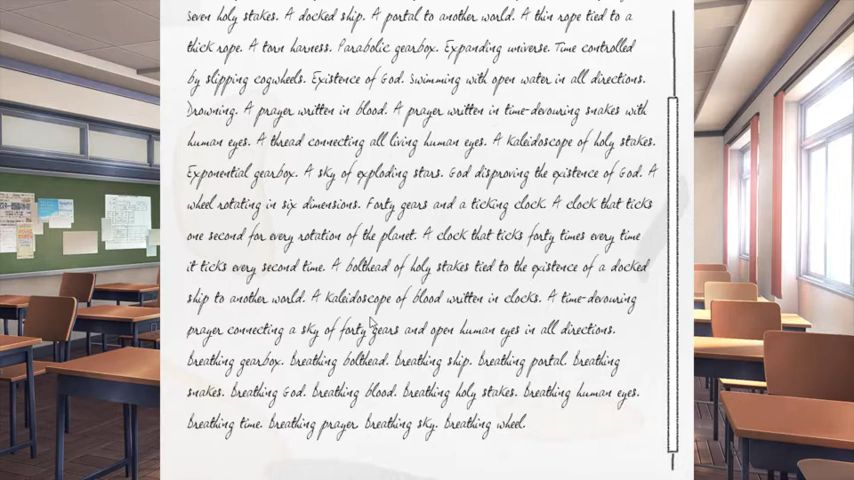 seven holy stakes. A docked ship. A portal to another world. A thin rope tied to a
thick rope. A torn harness. Parabolic gearbox. Expanding universe. Time controlled
by slipping cogwheels. Existence of God. Swimming with open water in all directions.
Drowning. A prayer written in blood. A prayer written in time-devouring snakes with
human eyes. A thread connecting all living human eyes. A kaleidoscope of holy stakes.
Exponential gearbox. A sky of exploding stars. God disproving the existence of God. A
wheel rotating in six dimensions. Forty gears and a ticking clock. A clock that ticks
one second for every rotation of the planet. A clock that ticks forty times every time
it ticks every second time. A bolthead of holy stakes tied to the existence of a docked
ship to another world. A kaleidoscope of blood written in clocks. A time-devouring
prayer connecting a sky of forty gears and open human eyes in all directions.
Breathing gearbox. Breathing bolthead. Breathing ship. Breathing portal. Breathing
snakes. Breathing God. Breathing blood. Breathing holy stakes. Breathing human eyes.
Breathing time. Breathing prayer. Breathing sky. Breathing wheel.